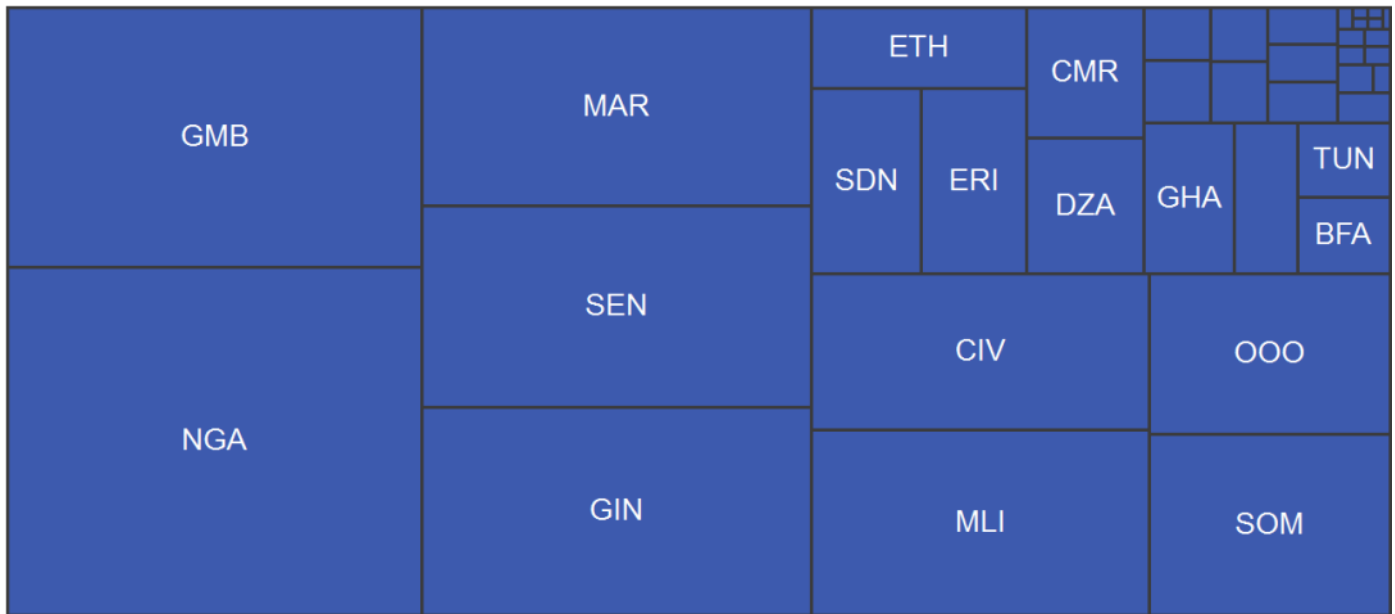 GMB
NGA
MAR
SEN
GIN
ETH
SDN
ERI
CMR
DZA
GHA
TUN
BFA
CIV
OOO
MLI
SOM